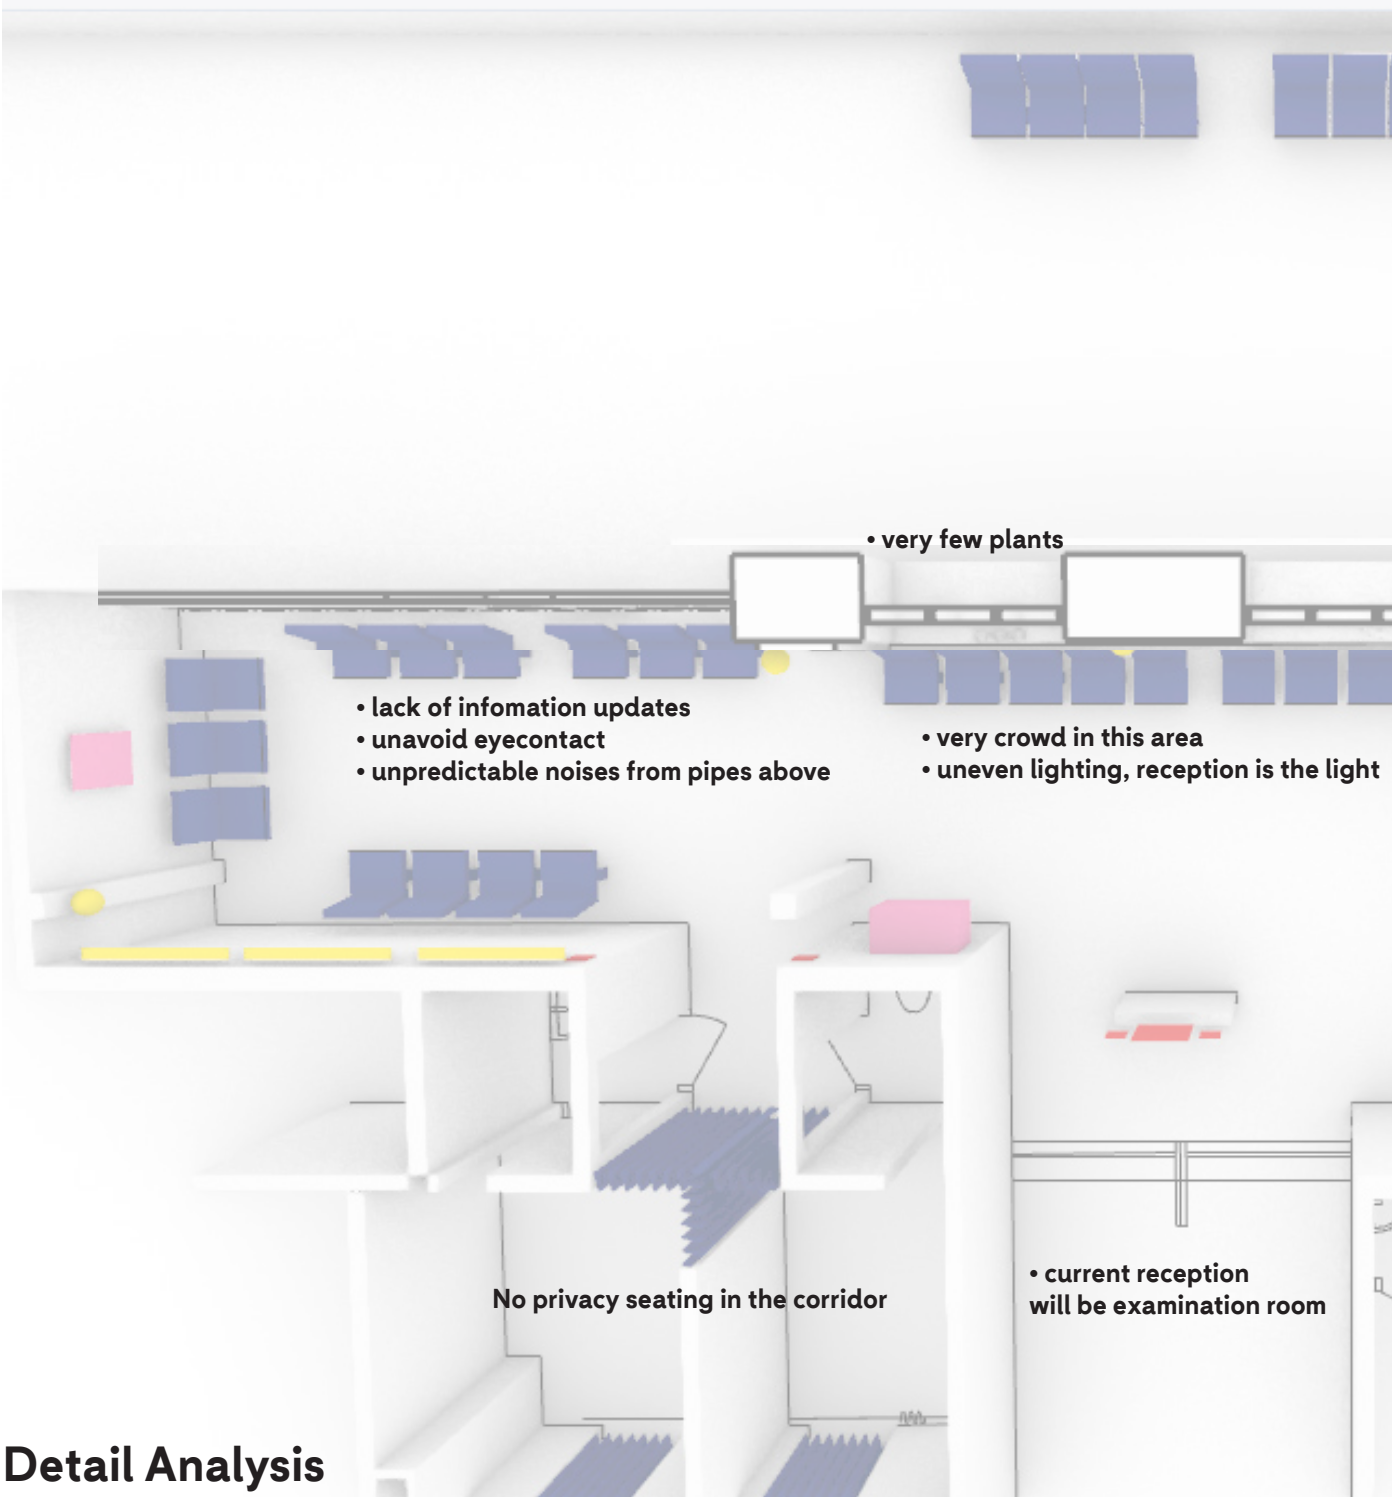 • very few plants
• lack of infomation updates
• unavoid eyecontact
• unpredictable noises from pipes above
• very crowd in this area
• uneven lighting, reception is the light
No privacy seating in the corridor
• current reception
will be examination room
Detail Analysis